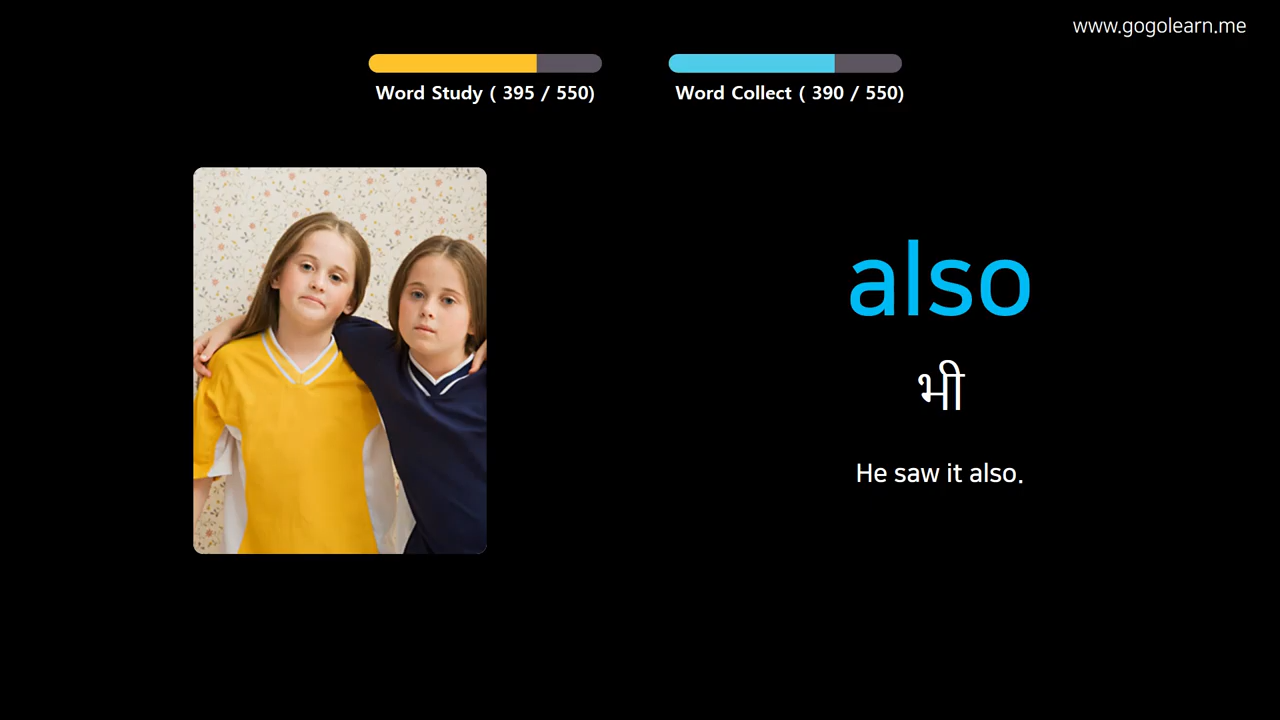 www.gogolearn.me
Word Study ( 395 / 550)
Word Collect ( 390 / 550)
also
भी
He saw it also.